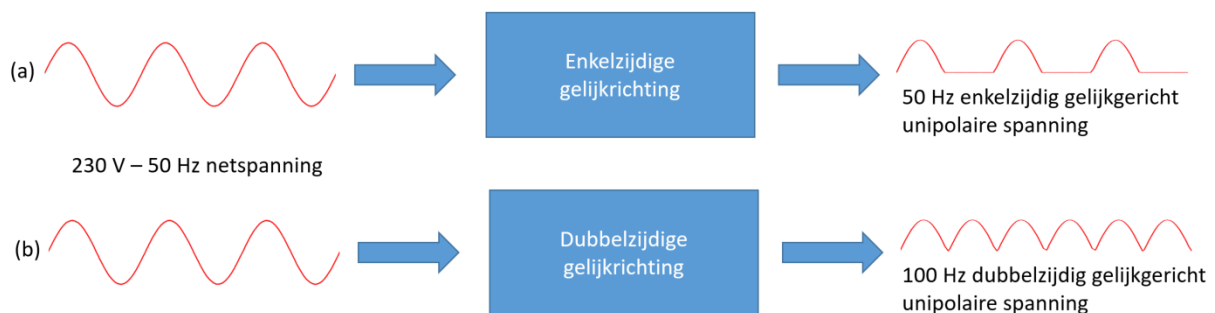 (a)
Enkelzijdige
gelijkrichting
50 Hz enkelzijdig gelijkgericht
unipolaire spanning
230 V – 50 Hz netspanning
(b)
Dubbelzijdige
gelijkrichting
100 Hz dubbelzijdig gelijkgericht
unipolaire spanning